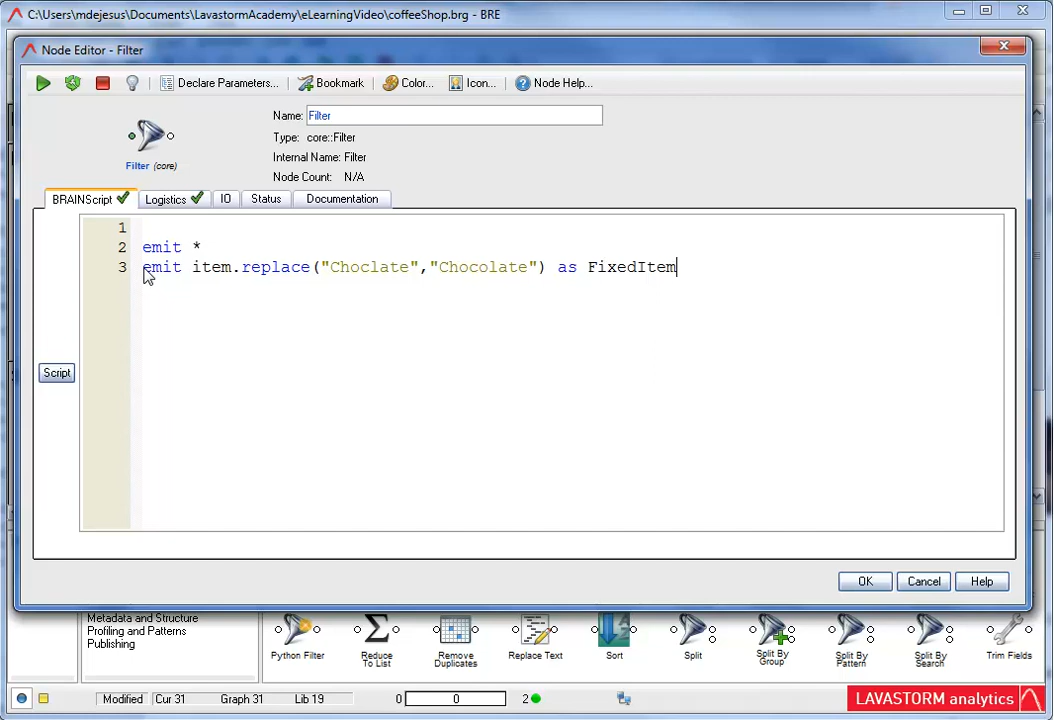 C:\Users\mdejesus\Documents\LavastormAcademy\eLearningVideo\coffeeShop.brg - BRE
Node Editor - Filter
Declare Parameters... Bookmark Color... Icon... Node Help...
Name: Filter
Type: core::Filter
Internal Name: Filter
Node Count: N/A
Filter (core)
BRAINScript Logistics IO Status Documentation
1
2 emit *
3 emit item.replace("Choclate","Chocolate") as FixedItem
Script
OK Cancel Help
Metadata and Structure
Profiling and Patterns
Publishing
Python Filter
Reduce To List
Remove Duplicates
Replace Text
Sort
Split
Split By Group
Split By Pattern
Split By Search
Trim Fields
Modified Cur 31 Graph 31 Lib 19 0 0 2
LAVASTORM analytics